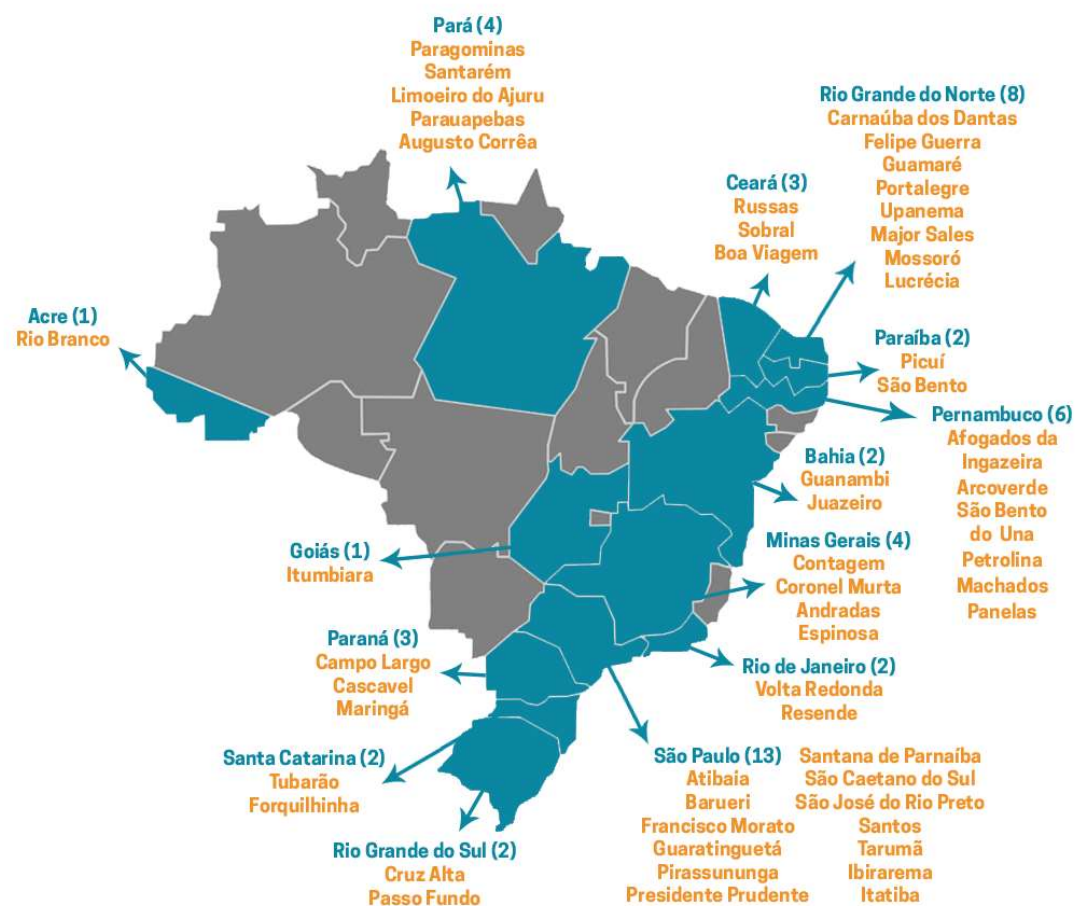 Pará (4)
Paragominas
Santarém
Limoeiro do Ajuru
Parauapebas
Augusto Corrêa
Rio Grande do Norte (8)
Carnaúba dos Dantas
Felipe Guerra
Guamaré
Portalegre
Upanema
Major Sales
Mossoró
Lucrécia
Ceará (3)
Russas
Sobral
Boa Viagem
Acre (1)
Rio Branco
Paraíba (2)
Picuí
São Bento
Pernambuco (6)
Afogados da
Ingazeira
Arcoverde
São Bento
do Una
Petrolina
Machados
Panelas
Bahia (2)
Guanambi
Juazeiro
Goiás (1)
Itumbiara
Minas Gerais (4)
Contagem
Coronel Murta
Andradas
Espinosa
Paraná (3)
Campo Largo
Cascavel
Maringá
Rio de Janeiro (2)
Volta Redonda
Resende
Santa Catarina (2)
Tubarão
Forquilhinha
São Paulo (13)
Atibaia
Barueri
Francisco Morato
Guaratinguetá
Pirassununga
Presidente Prudente
Santana de Parnaíba
São Caetano do Sul
São José do Rio Preto
Santos
Tarumã
Ibirarema
Itatiba
Rio Grande do Sul (2)
Cruz Alta
Passo Fundo